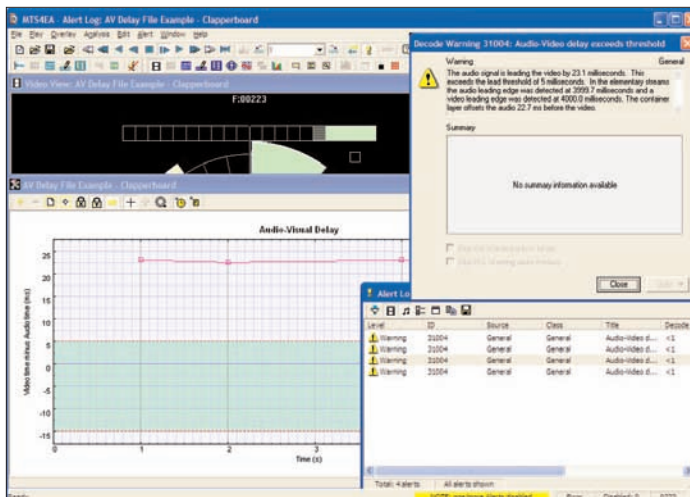 MTS4EA - Alert Log: AV Delay File Example - Clapperboard
File Play Overlay Analysis Edit Alert Window Help
Video View: AV Delay File Example - Clapperboard
F:00223
AV Delay File Example - Clapperboard
Audio-Visual Delay
Video time minus Audio time (ms)
25
20
15
10
5
0
-5
-10
-15
0
1
2
3
Time (s)
Decode Warning 31004: Audio-Video delay exceeds threshold
Warning
General
The audio signal is leading the video by 23.1 milliseconds. This
exceeds the lead threshold of 5 milliseconds. In the elementary streams
the audio leading edge was detected at 3999.7 milliseconds and a
video leading edge was detected at 4000.0 milliseconds. The container
layer offsets the audio 22.7 ms before the video.
Summary
No summary information available
Close
Alert Log
Level ID Source Class Title Decode
Warning 31004 General General Audio-Video d... <1
Warning 31004 General General Audio-Video d... <1
Warning 31004 General General Audio-Video d... <1
Warning 31004 General General Audio-Video d... <1
Total: 4 alerts All alerts shown
Ready